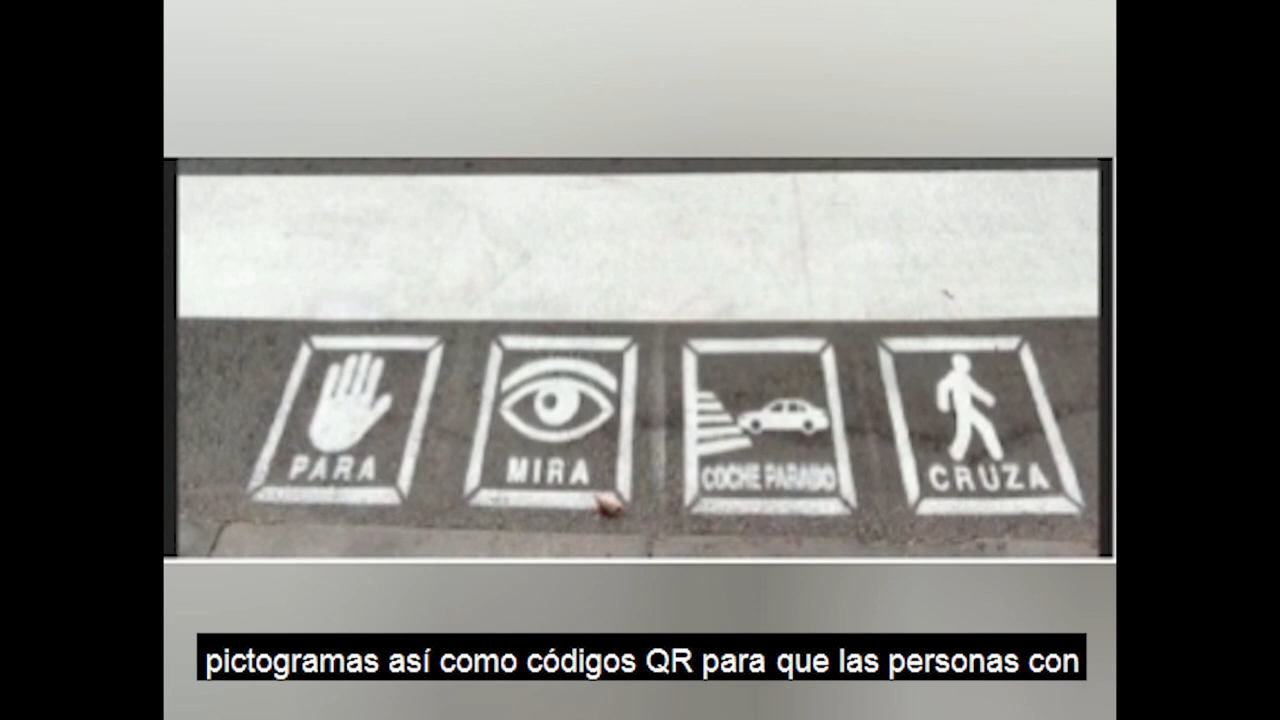 PARA
MIRA
COCHE PARADO
CRUZA
pictogramas así como códigos QR para que las personas con